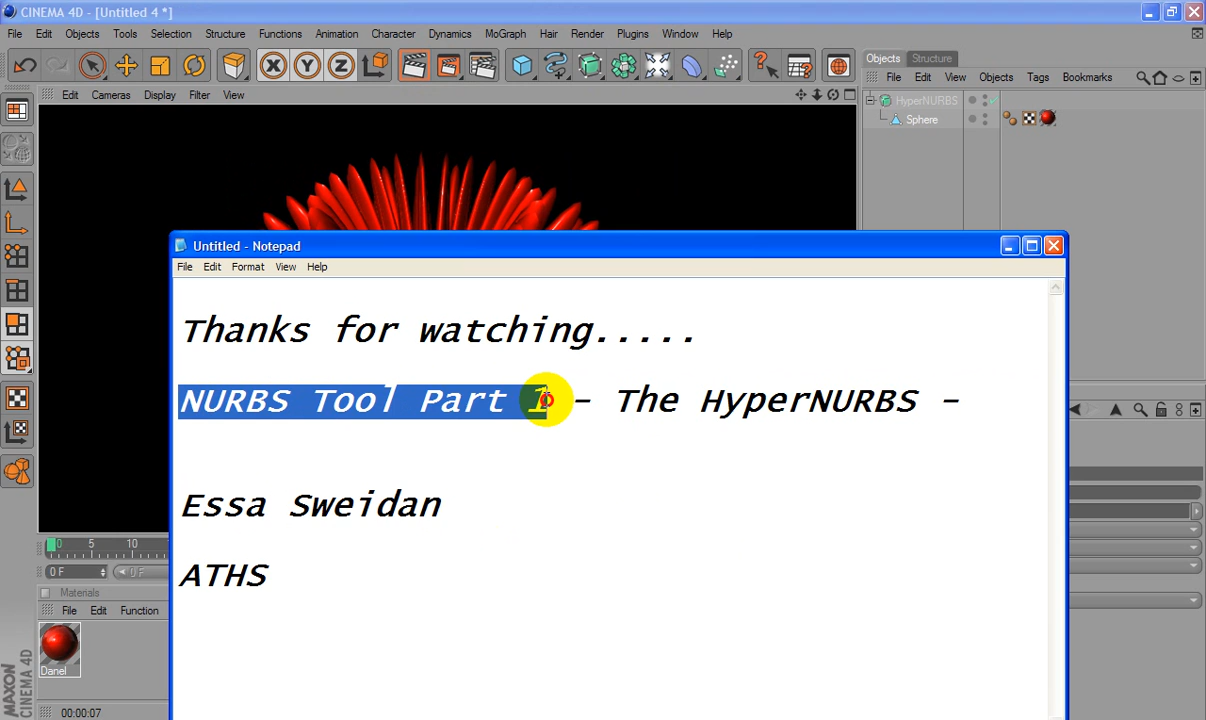 CINEMA 4D - [Untitled 4 *]
File Edit Objects Tools Selection Structure Functions Animation Character Dynamics MoGraph Hair Render Plugins Window Help
Objects Structure
File Edit View Objects Tags Bookmarks
Edit Cameras Display Filter View
HyperNURBS
Sphere
Untitled - Notepad
File Edit Format View Help
Thanks for watching.....
NURBS Tool Part 1 - The HyperNURBS -
Essa Sweidan
ATHS
0 5 10
0 F 0 F
Materials
File Edit Function
Danel
MAXON
CINEMA 4D
00:00:07